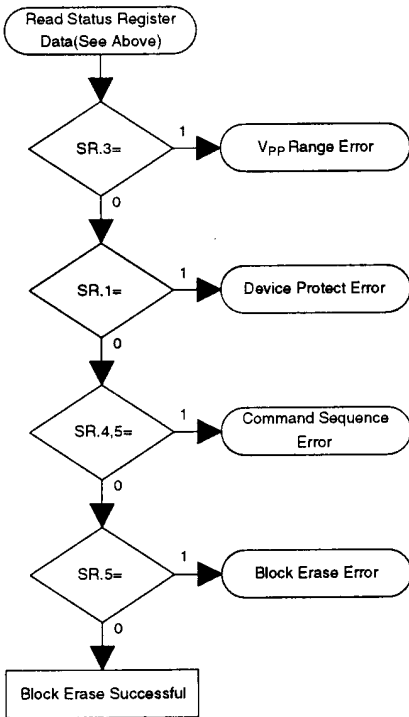 Read Status Register
Data(See Above)
SR.3=
1
VPP Range Error
0
SR.1=
1
Device Protect Error
0
SR.4,5=
1
Command Sequence
Error
0
SR.5=
1
Block Erase Error
0
Block Erase Successful